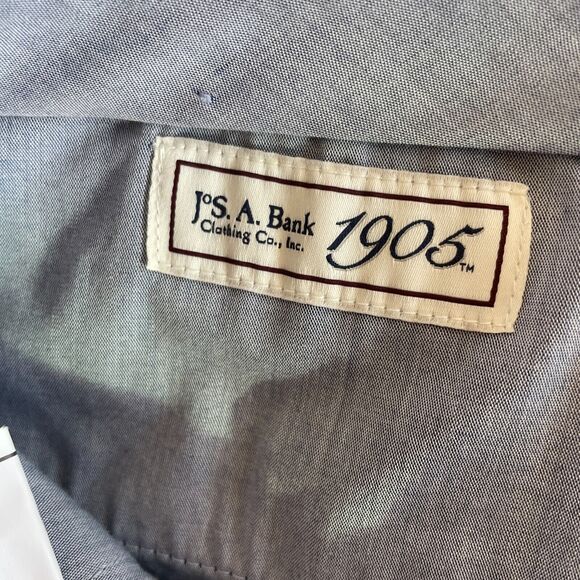 JoS. A. Bank 1905™
Clothing Co., Inc.